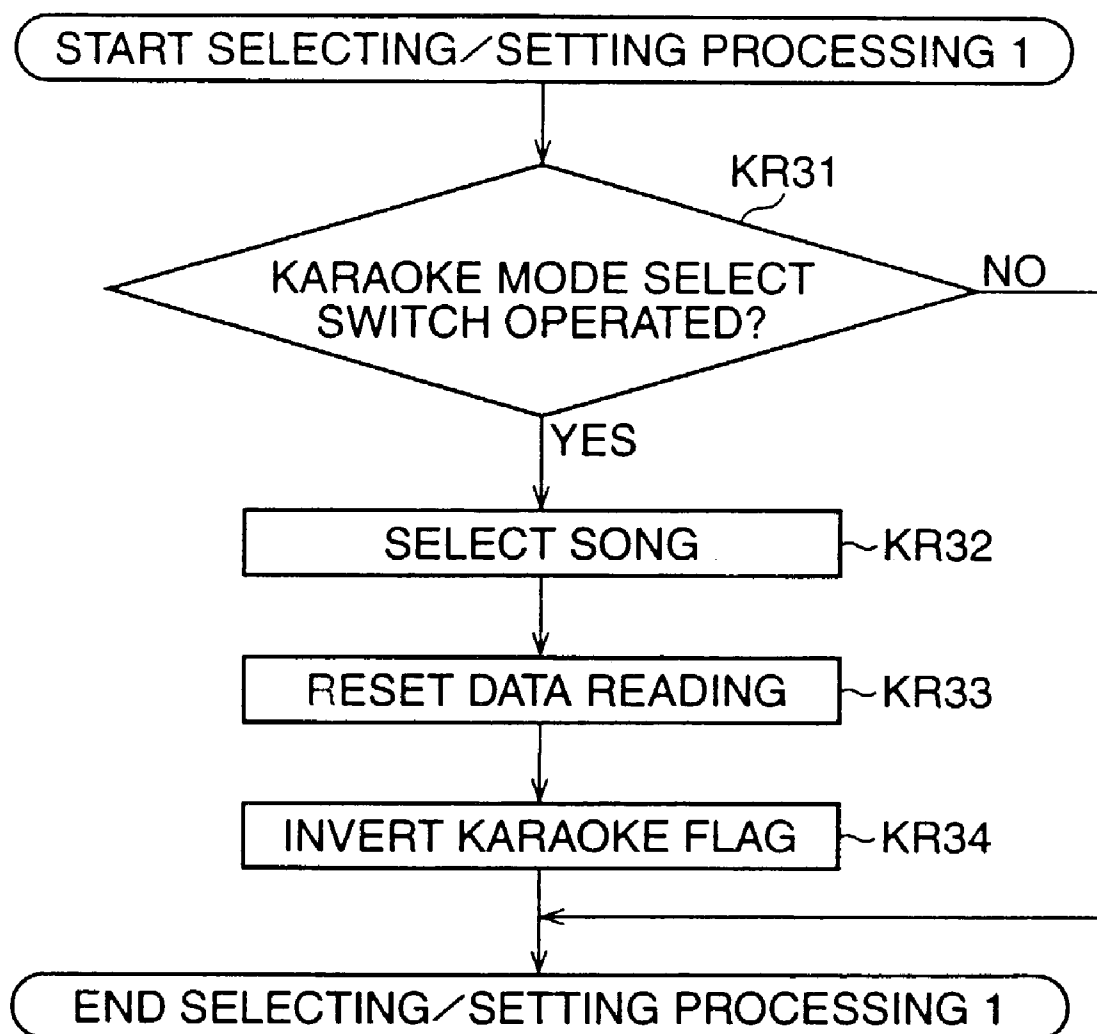 START SELECTING/SETTING PROCESSING 1
KR31
KARAOKE MODE SELECT
SWITCH OPERATED?
NO
YES
SELECT SONG
KR32
RESET DATA READING
KR33
INVERT KARAOKE FLAG
KR34
END SELECTING/SETTING PROCESSING 1